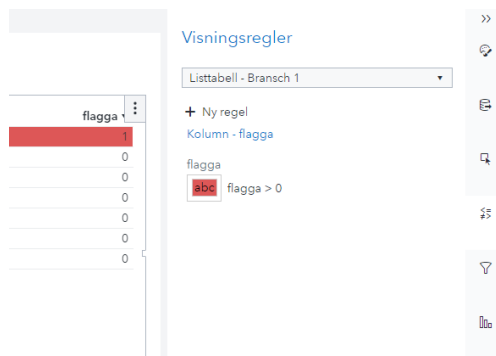 Visningsregler
Listtabell - Bransch 1
+ Ny regel
Kolumn - flagga
flagga
abc flagga > 0
flagga
1
0
0
0
0
0
0